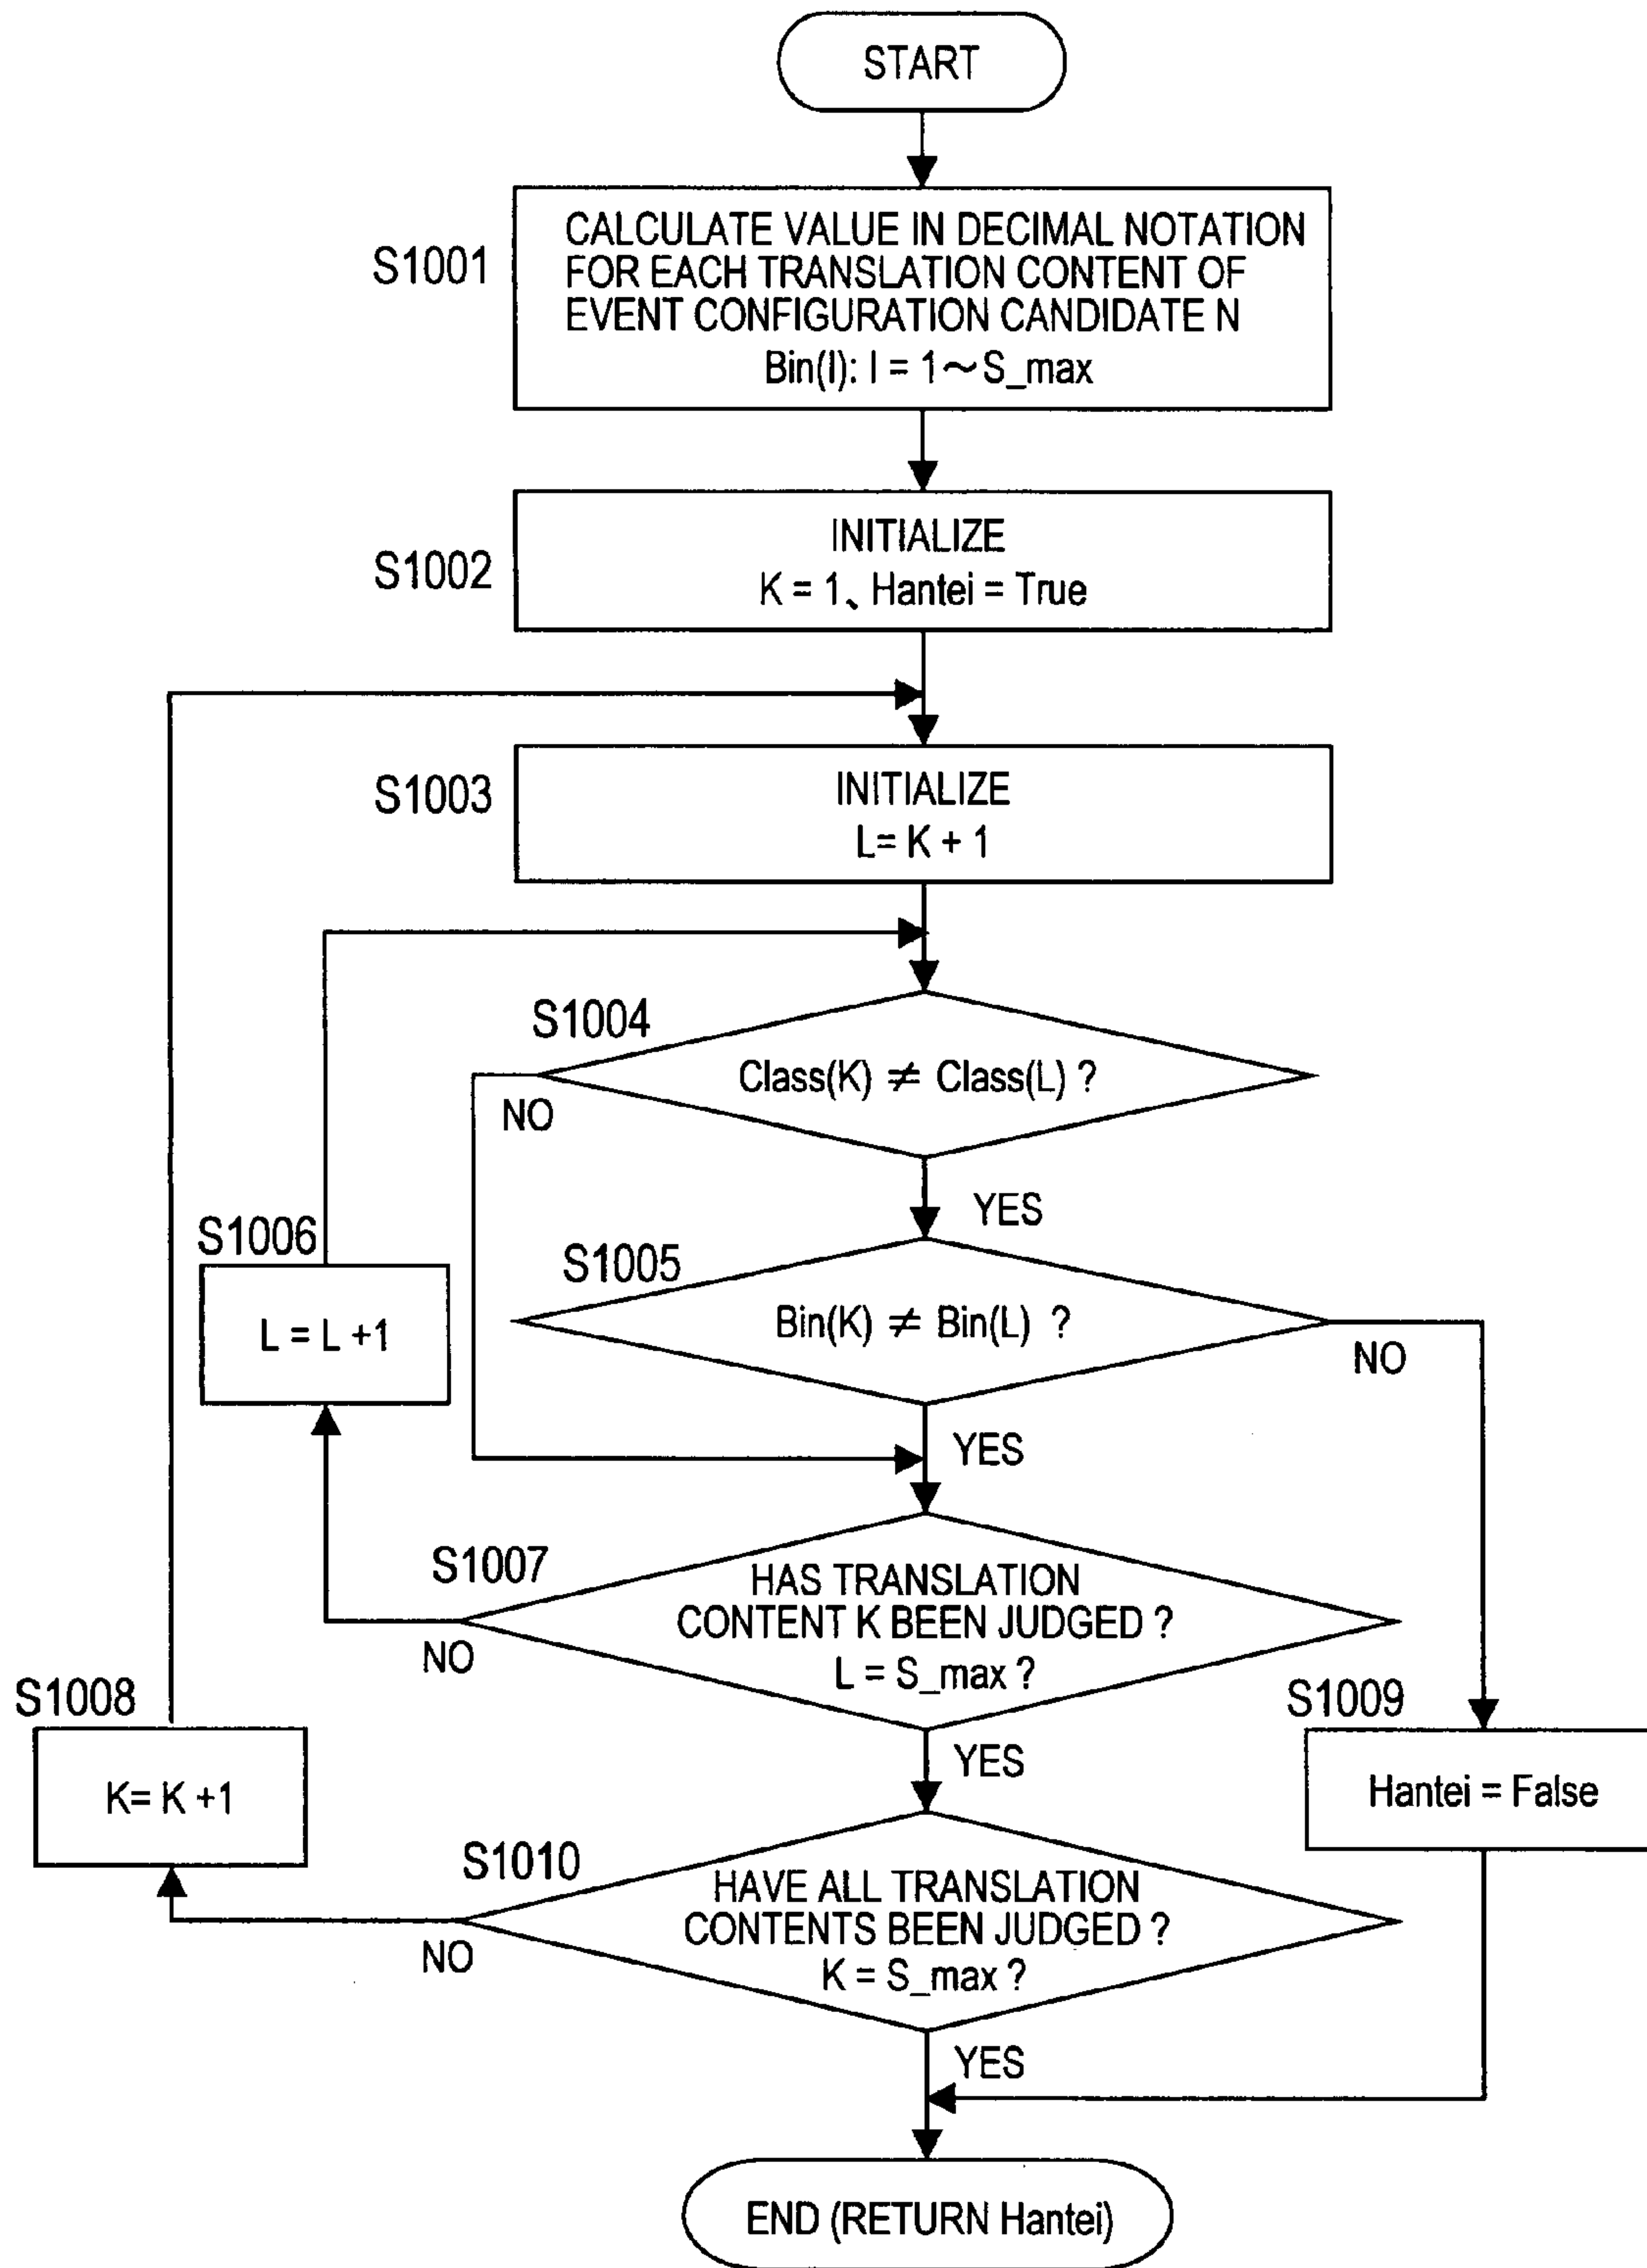 START
S1001
CALCULATE VALUE IN DECIMAL NOTATION
FOR EACH TRANSLATION CONTENT OF
EVENT CONFIGURATION CANDIDATE N
Bin(I): I = 1～S_max
S1002
INITIALIZE
K = 1、Hantei = True
S1003
INITIALIZE
L= K + 1
S1004
Class(K) ≠ Class(L) ?
NO
YES
S1005
Bin(K) ≠ Bin(L) ?
NO
YES
S1006
L = L +1
S1007
HAS TRANSLATION
CONTENT K BEEN JUDGED ?
L = S_max ?
NO
YES
S1008
K= K +1
S1009
Hantei = False
S1010
HAVE ALL TRANSLATION
CONTENTS BEEN JUDGED ?
K = S_max ?
NO
YES
END (RETURN Hantei)